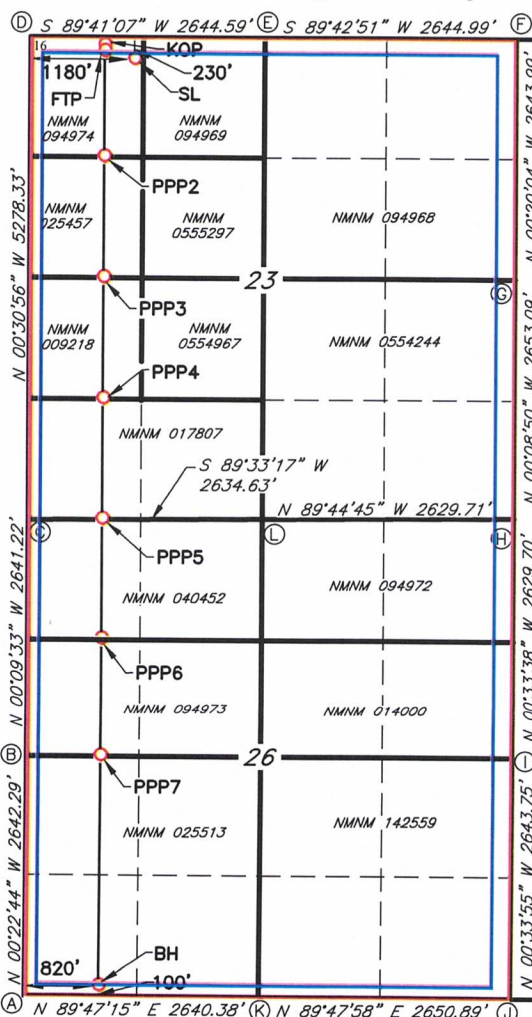 D S 89°41'07" W 2644.59' E S 89°42'51" W 2644.99' F
16
KOP
1180' 230'
FTP SL
NMNM 094974
NMNM 094969
PPP2
NMNM 025457
NMNM 0555297
NMNM 094968
N 00°30'56" W 5278.33'
23
G
PPP3
NMNM 009218
NMNM 0554967
NMNM 0554244
PPP4
N 00°08'50" W 2653.09'
NMNM 017807
S 89°33'17" W
2634.63'
N 89°44'45" W 2629.71'
C L H
PPP5
NMNM 040452
NMNM 094972
N 00°09'33" W 2641.22'
N 00°33'38" W 2629.70'
PPP6
NMNM 094973
NMNM 014000
B 26 I
PPP7
NMNM 025513
NMNM 142559
N 00°22'44" W 2642.29'
N 00°33'55" W 2643.75'
820' BH
100'
A N 89°47'15" E 2640.38' K N 89°47'58" E 2650.89' J